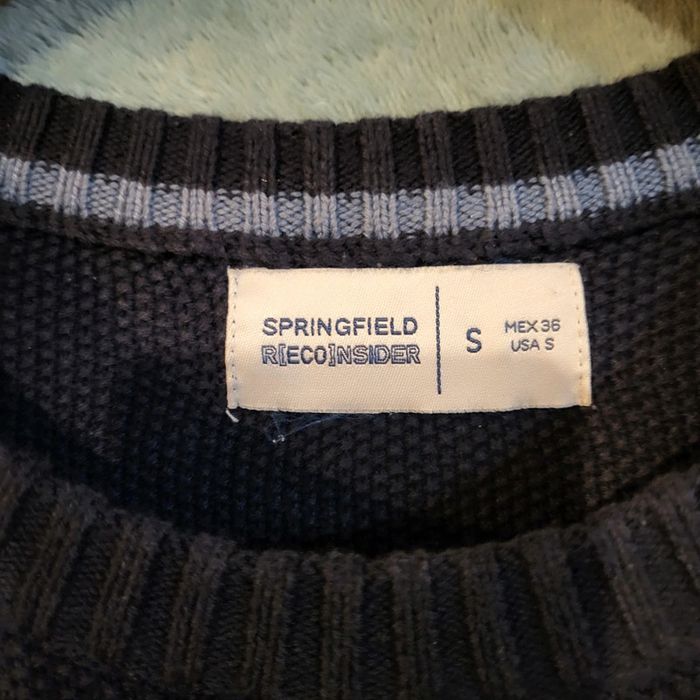 SPRINGFIELD
R[ECO]NSIDER
S
MEX 36
USA S